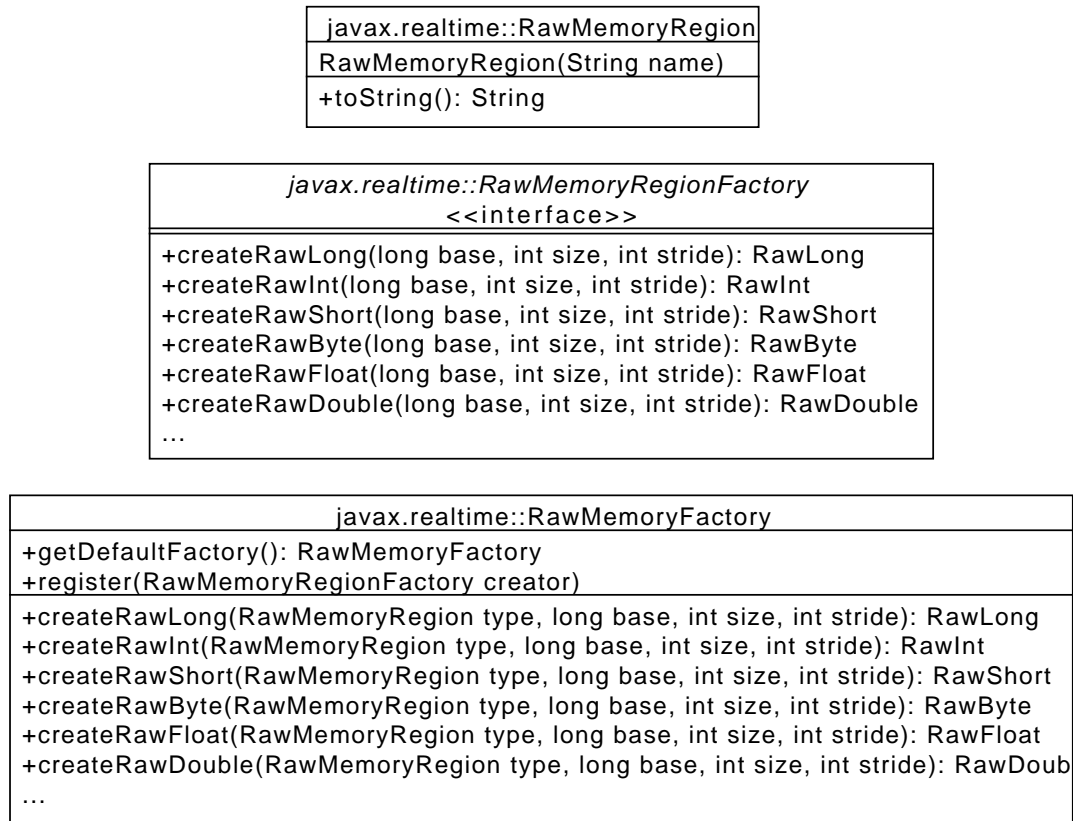 javax.realtime::RawMemoryRegion
RawMemoryRegion(String name)
+toString(): String
javax.realtime::RawMemoryRegionFactory
<<interface>>
+createRawLong(long base, int size, int stride): RawLong
+createRawInt(long base, int size, int stride): RawInt
+createRawShort(long base, int size, int stride): RawShort
+createRawByte(long base, int size, int stride): RawByte
+createRawFloat(long base, int size, int stride): RawFloat
+createRawDouble(long base, int size, int stride): RawDouble
...
javax.realtime::RawMemoryFactory
+getDefaultFactory(): RawMemoryFactory
+register(RawMemoryRegionFactory creator)
+createRawLong(RawMemoryRegion type, long base, int size, int stride): RawLong
+createRawInt(RawMemoryRegion type, long base, int size, int stride): RawInt
+createRawShort(RawMemoryRegion type, long base, int size, int stride): RawShort
+createRawByte(RawMemoryRegion type, long base, int size, int stride): RawByte
+createRawFloat(RawMemoryRegion type, long base, int size, int stride): RawFloat
+createRawDouble(RawMemoryRegion type, long base, int size, int stride): RawDoub
...